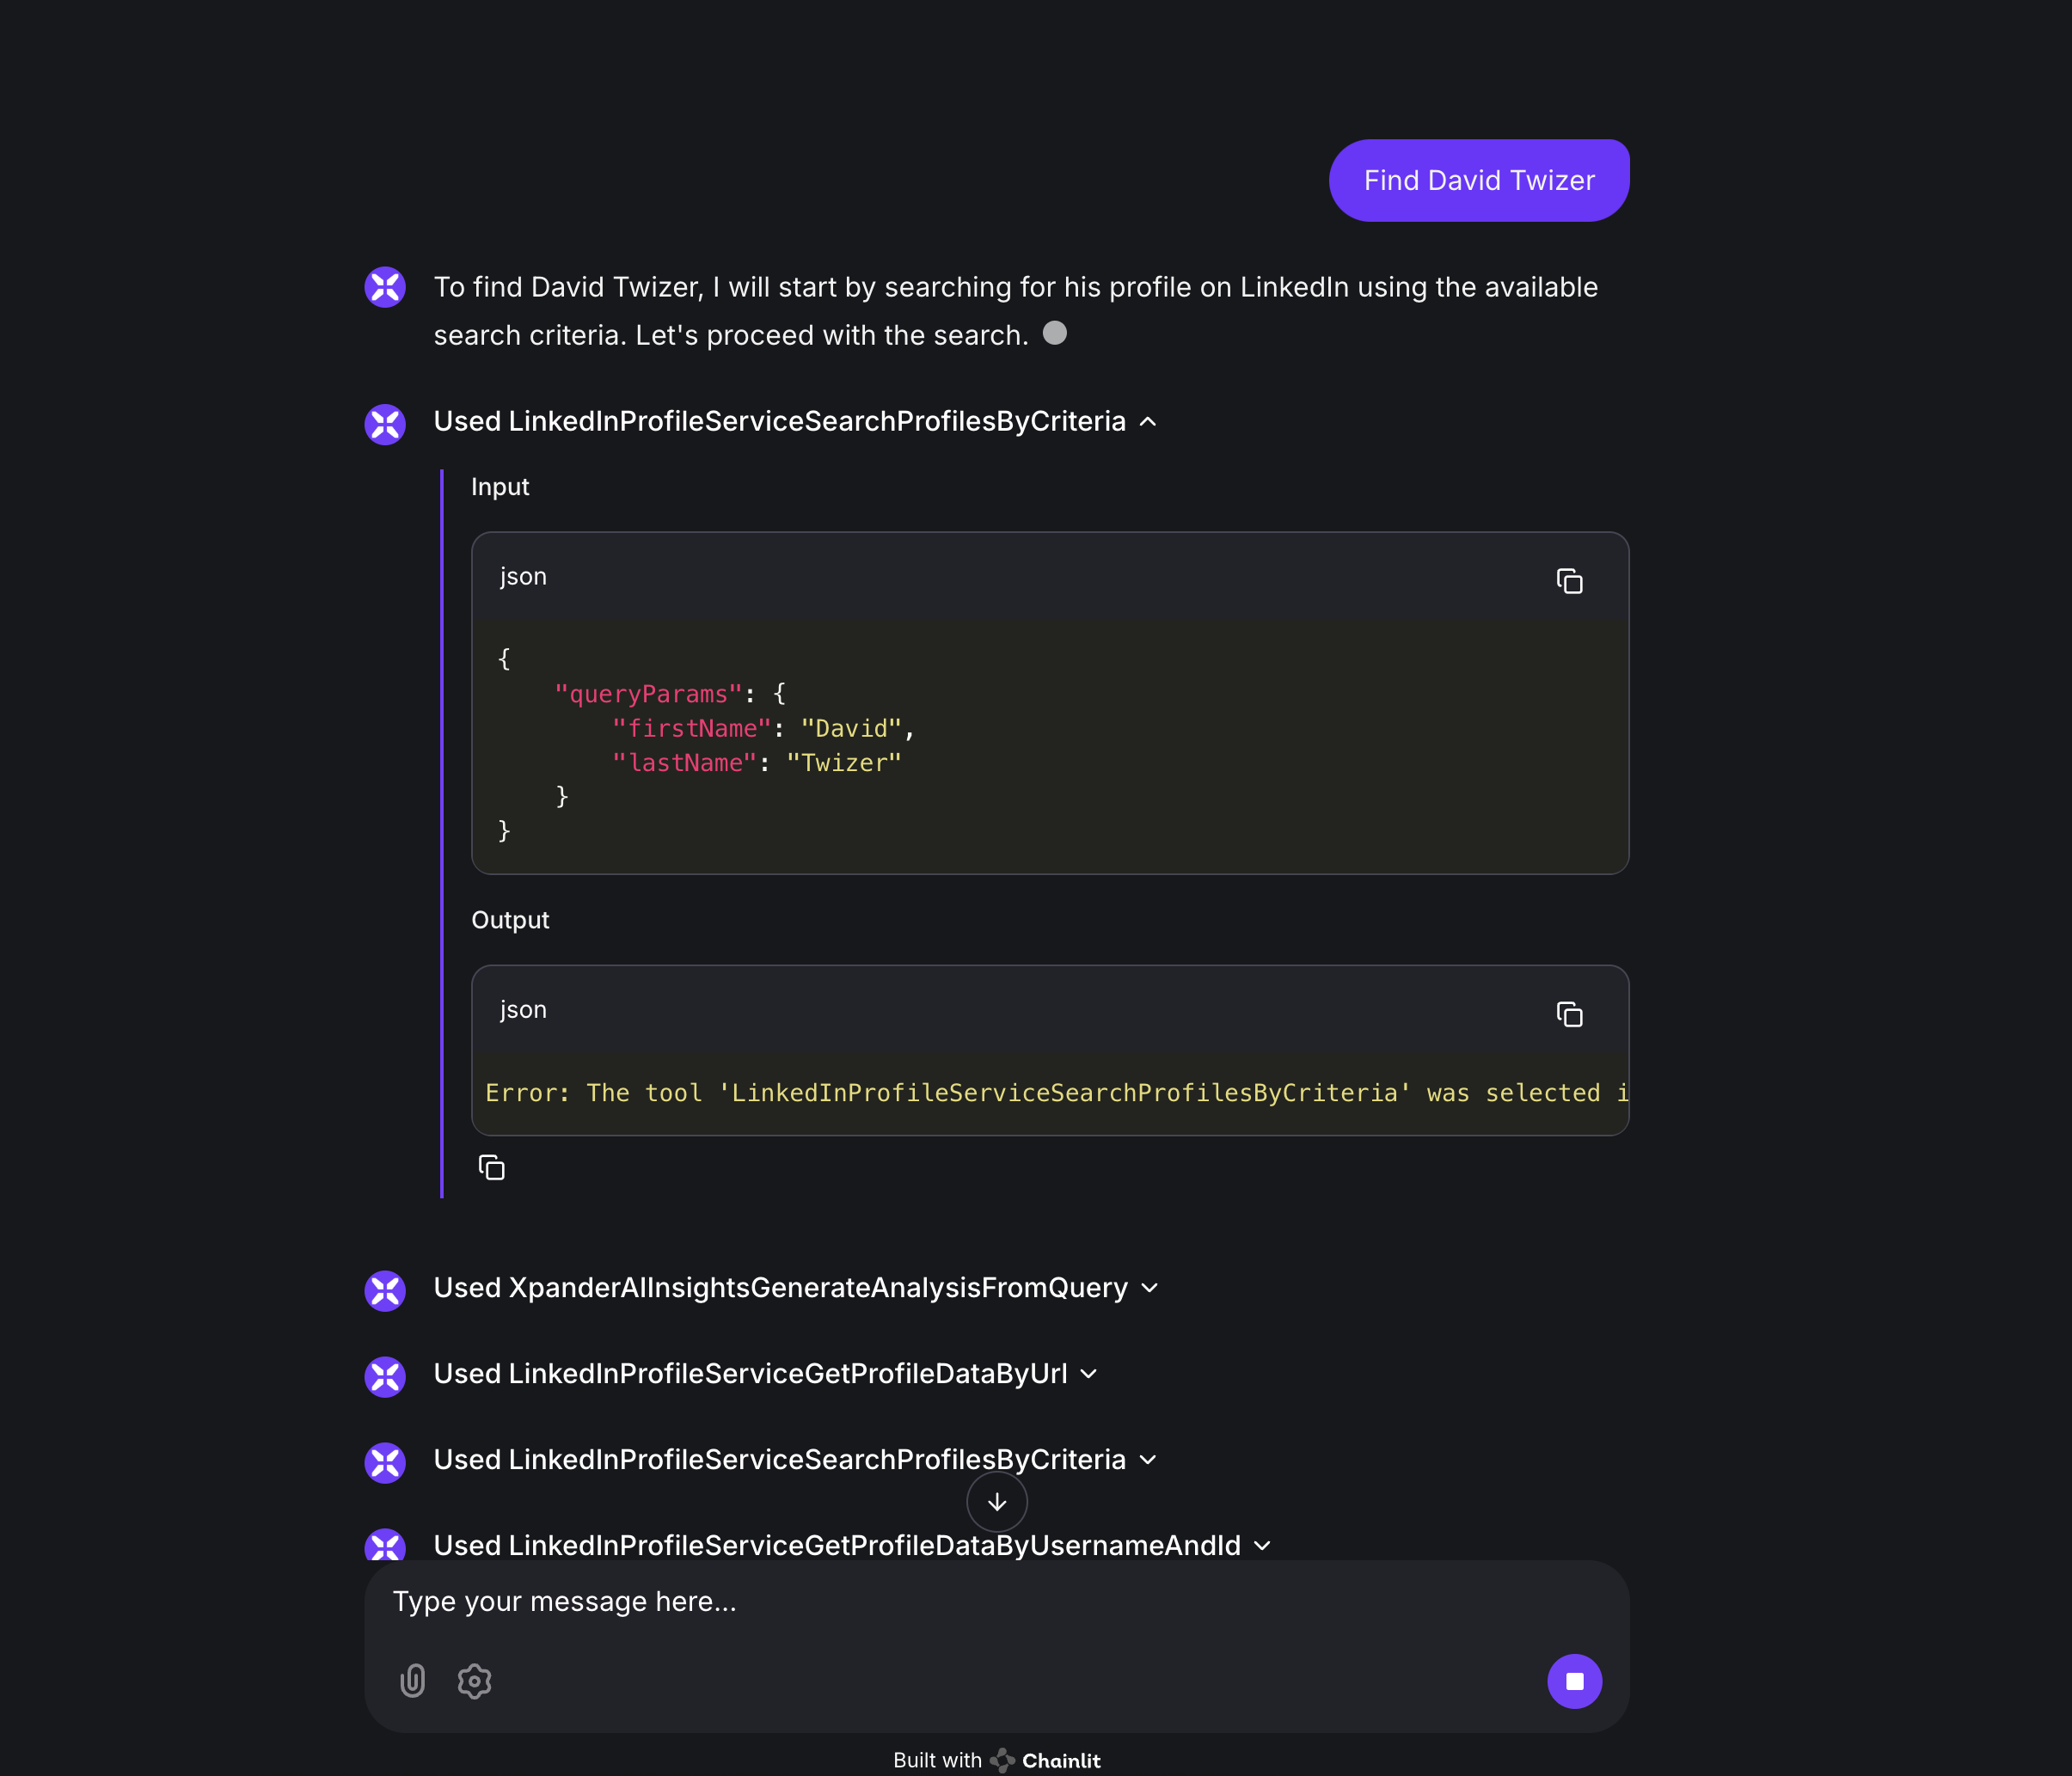 Find David Twizer
To find David Twizer, I will start by searching for his profile on LinkedIn using the available
search criteria. Let's proceed with the search.
Used LinkedInProfileServiceSearchProfilesByCriteria
Input
json
{
    "queryParams": {
        "firstName": "David",
        "lastName": "Twizer"
    }
}
Output
json
Error: The tool 'LinkedInProfileServiceSearchProfilesByCriteria' was selected i
Used XpanderAIInsightsGenerateAnalysisFromQuery
Used LinkedInProfileServiceGetProfileDataByUrl
Used LinkedInProfileServiceSearchProfilesByCriteria
Used LinkedInProfileServiceGetProfileDataByUsernameAndId
Type your message here...
Built with Chainlit